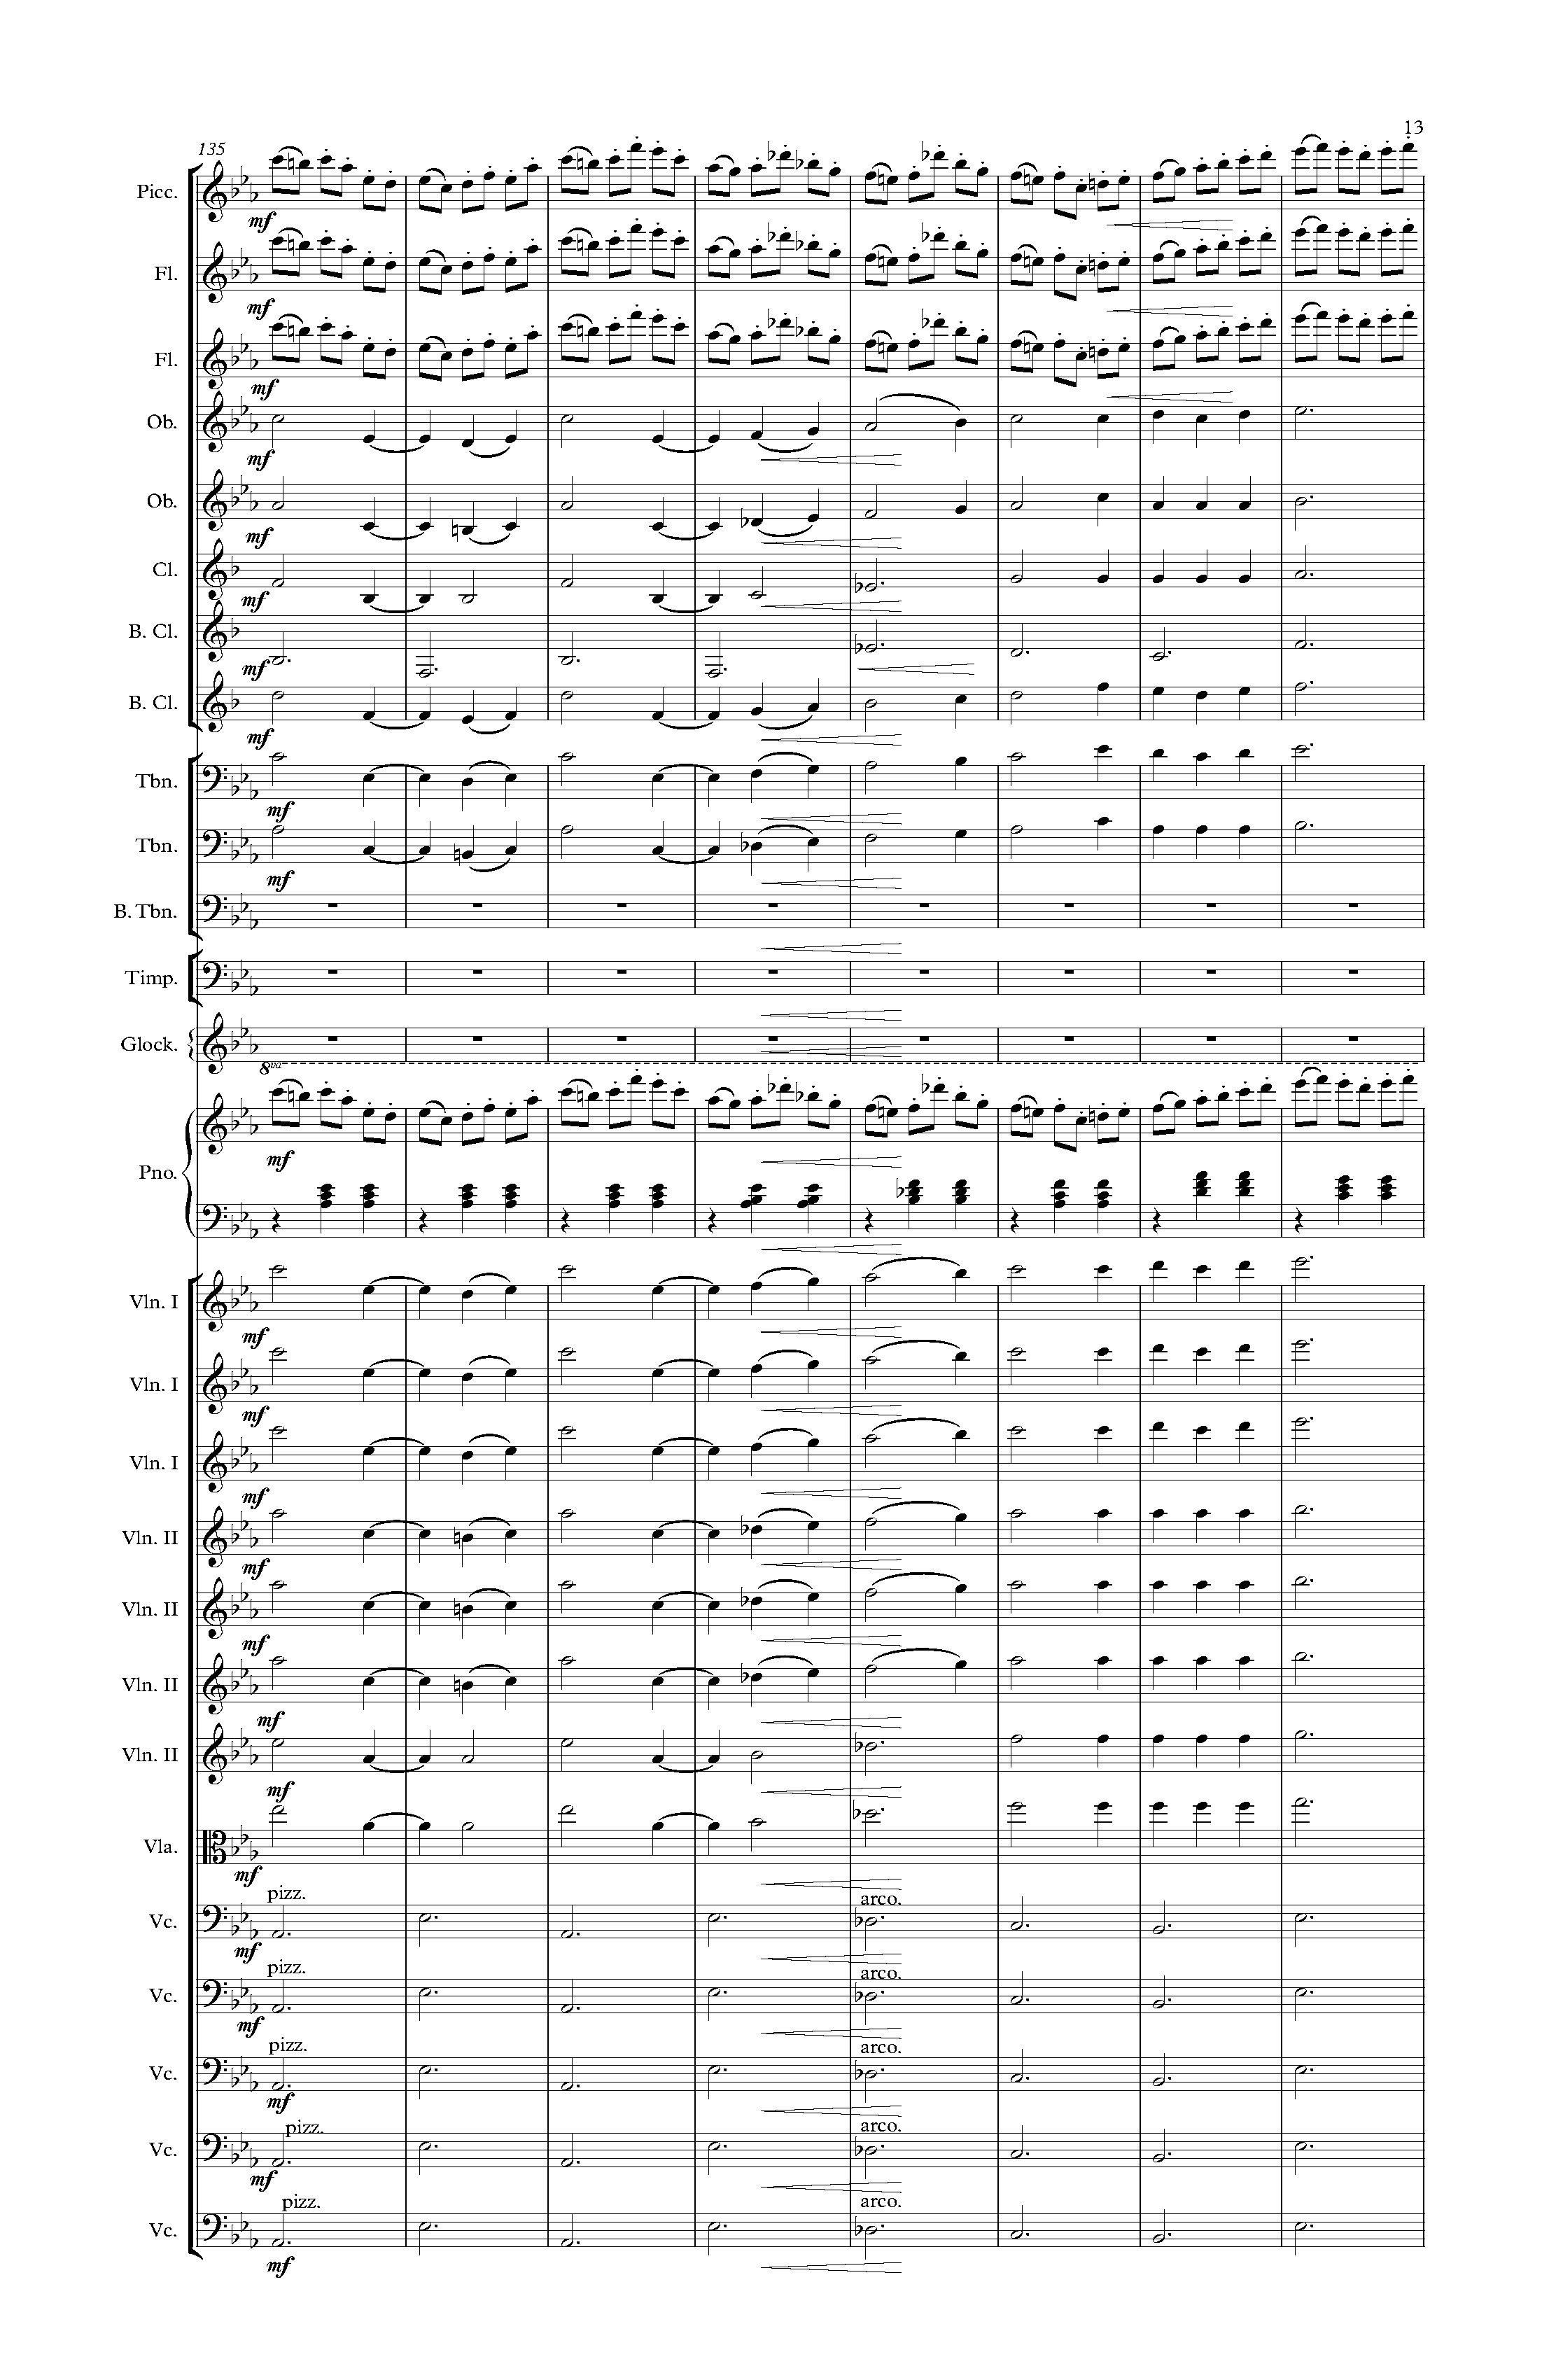 13
135
Picc.
mf
Fl.
mf
Fl.
mf
Ob.
mf
Ob.
mf
Cl.
mf
B. Cl.
mf
B. Cl.
mf
Tbn.
mf
Tbn.
mf
B. Tbn.
Timp.
Glock.
8va
mf
Pno.
Vln. I
mf
Vln. I
mf
Vln. I
mf
Vln. II
mf
Vln. II
mf
Vln. II
mf
Vln. II
mf
Vla.
mf
pizz. arco.
Vc.
mf
pizz. arco.
Vc.
mf
pizz. arco.
Vc.
mf
pizz. arco.
Vc.
mf
pizz. arco.
Vc.
mf